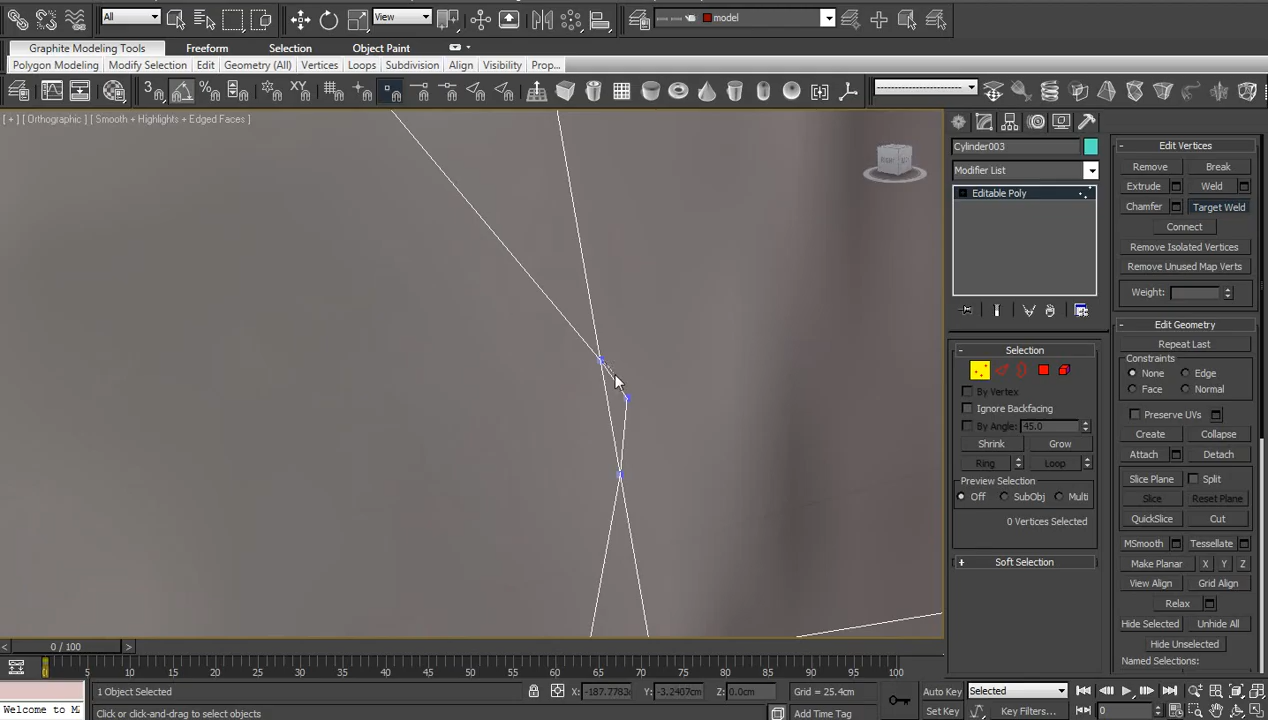 All
View
model
Graphite Modeling Tools Freeform Selection Object Paint
Polygon Modeling Modify Selection Edit Geometry (All) Vertices Loops Subdivision Align Visibility Prop...
3 % XY
[ + ] [ Orthographic ] [ Smooth + Highlights + Edged Faces ]
RIGHT
Cylinder003
Modifier List
Editable Poly
- Selection
By Vertex
Ignore Backfacing
By Angle: 45.0
Shrink Grow
Ring Loop
Preview Selection
Off SubObj Multi
0 Vertices Selected
+ Soft Selection
- Edit Vertices
Remove Break
Extrude Weld
Chamfer Target Weld
Connect
Remove Isolated Vertices
Remove Unused Map Verts
Weight:
- Edit Geometry
Repeat Last
Constraints
None Edge
Face Normal
Preserve UVs
Create Collapse
Attach Detach
Slice Plane Split
Slice Reset Plane
QuickSlice Cut
MSmooth Tessellate
Make Planar X Y Z
View Align Grid Align
Relax
Hide Selected Unhide All
Hide Unselected
Named Selections:
< 0 / 100 >
0 5 10 15 20 25 30 35 40 45 50 55 60 65 70 75 80 85 90 95 100
1 Object Selected X: -187.778 Y: -3.2407cm Z: 0.0cm Grid = 25.4cm Auto Key Selected
Welcome to M Click or click-and-drag to select objects Add Time Tag Set Key Key Filters... 0